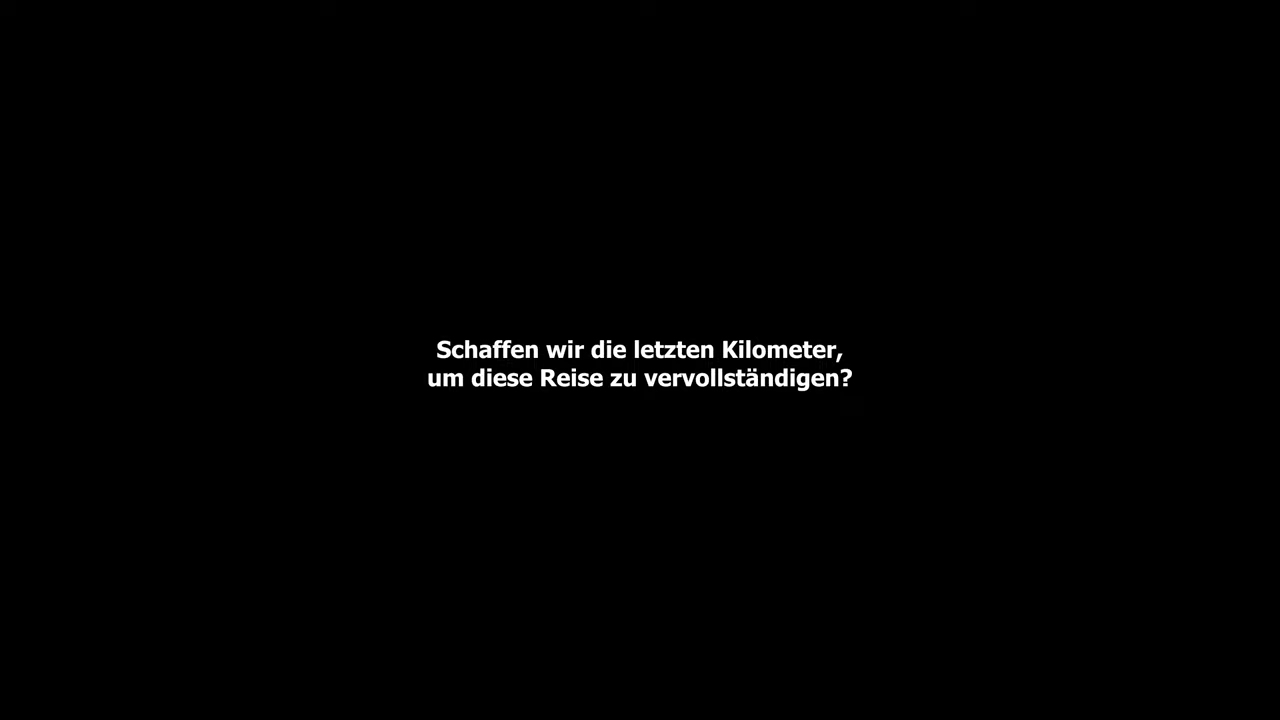 Schaffen wir die letzten Kilometer,
um diese Reise zu vervollständigen?